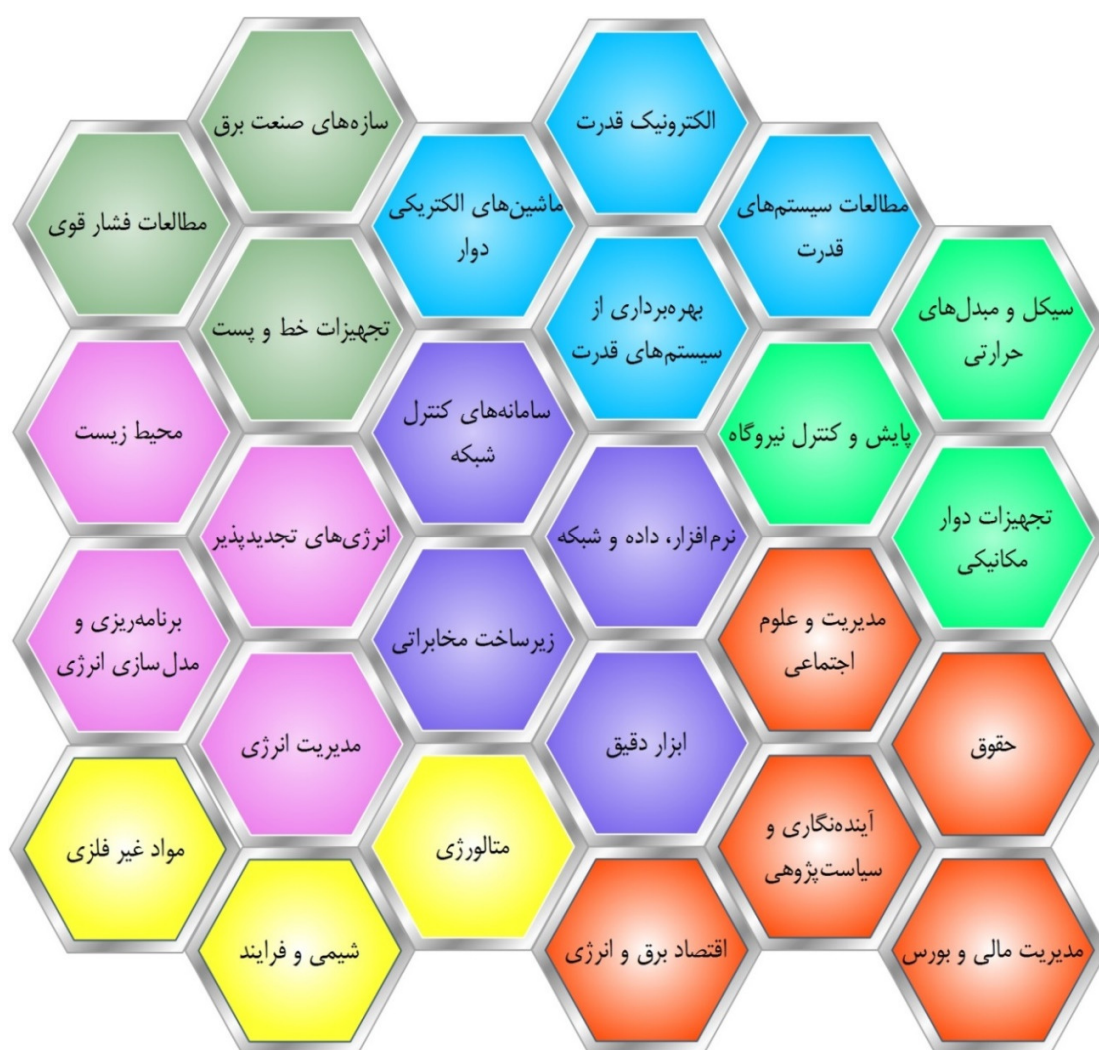 سازه‌های صنعت برق
الکترونیک قدرت
مطالعات فشار قوی
ماشین‌های الکتریکی
دوار
مطالعات سیستم‌های
قدرت
تجهیزات خط و پست
بهره‌برداری از
سیستم‌های قدرت
سیکل و مبدل‌های
حرارتی
محیط زیست
سامانه‌های کنترل
شبکه
پایش و کنترل نیروگاه
انرژی‌های تجدیدپذیر
نرم‌افزار، داده و شبکه
تجهیزات دوار
مکانیکی
برنامه‌ریزی و
مدل‌سازی انرژی
زیرساخت مخابراتی
مدیریت و علوم
اجتماعی
مدیریت انرژی
ابزار دقیق
حقوق
مواد غیر فلزی
متالورژی
آینده‌نگاری و
سیاست‌پژوهی
شیمی و فرایند
اقتصاد برق و انرژی
مدیریت مالی و بورس